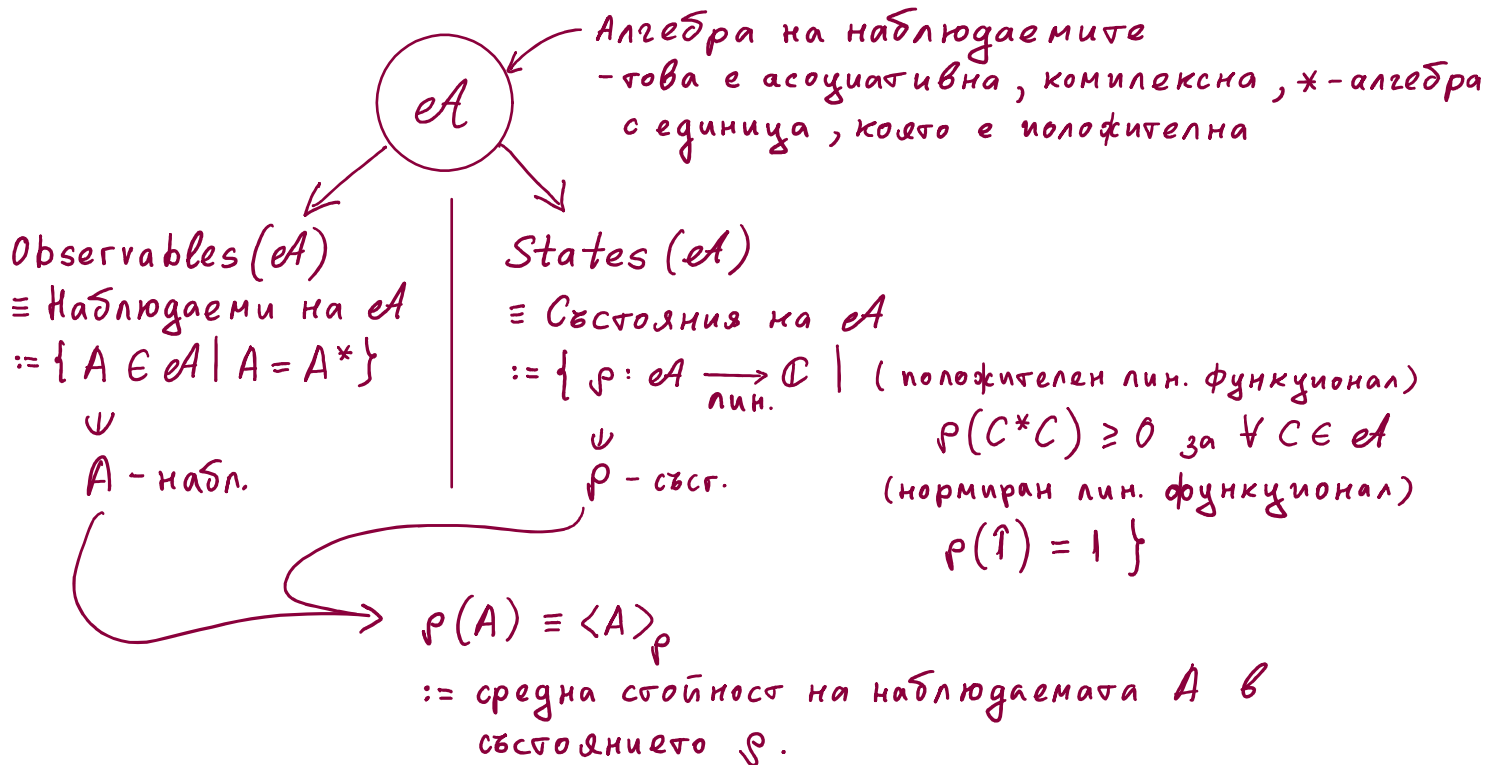 Алгебра на наблюдаемите
- това е асоциативна, комплексна, *-алгебра
с единица, която е положителна
𝒜
Observables(𝒜)
≡ Наблюдаеми на 𝒜
:= { A ∈ 𝒜 | A = A* }
A - набл.
States (𝒜)
≡ Състояния на 𝒜
:= { ρ : 𝒜 ⟶ ℂ | (положителен лин. функционал)
лин.
ρ(C*C) ≥ 0 за ∀ C ∈ 𝒜
ρ - бъст.
(нормиран лин. функционал)
ρ(1̂) = 1 }
ρ(A) ≡ ⟨A⟩ρ
:= средна стойност на наблюдаемата A в
състоянието ρ.